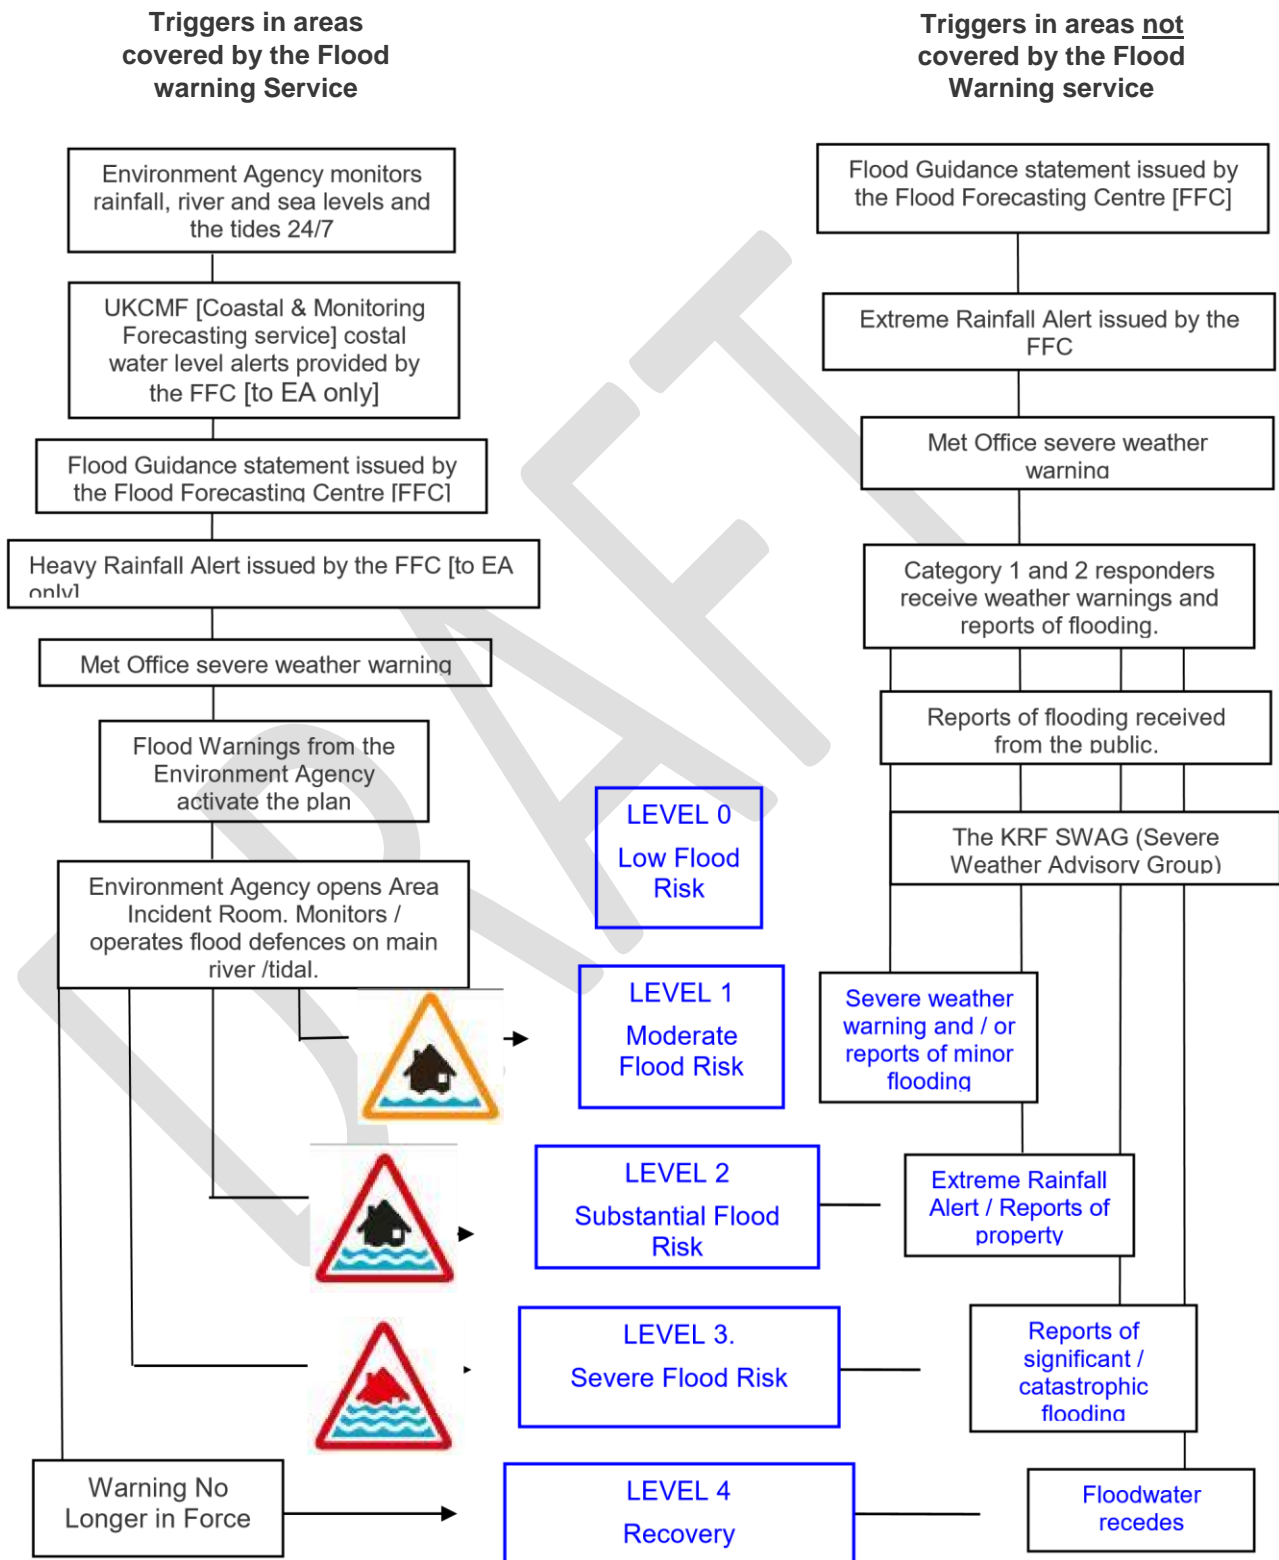 Triggers in areas
covered by the Flood
warning Service
Triggers in areas not
covered by the Flood
Warning service
Environment Agency monitors
rainfall, river and sea levels and
the tides 24/7
UKCMF [Coastal & Monitoring
Forecasting service] costal
water level alerts provided by
the FFC [to EA only]
Flood Guidance statement issued by
the Flood Forecasting Centre [FFC]
Heavy Rainfall Alert issued by the FFC [to EA
only]
Met Office severe weather warning
Flood Warnings from the
Environment Agency
activate the plan
Environment Agency opens Area
Incident Room. Monitors /
operates flood defences on main
river /tidal.
Warning No
Longer in Force
LEVEL 0
Low Flood
Risk
LEVEL 1
Moderate
Flood Risk
LEVEL 2
Substantial Flood
Risk
LEVEL 3.
Severe Flood Risk
LEVEL 4
Recovery
Flood Guidance statement issued by
the Flood Forecasting Centre [FFC]
Extreme Rainfall Alert issued by the
FFC
Met Office severe weather
warning
Category 1 and 2 responders
receive weather warnings and
reports of flooding.
Reports of flooding received
from the public.
The KRF SWAG (Severe
Weather Advisory Group)
Severe weather
warning and / or
reports of minor
flooding
Extreme Rainfall
Alert / Reports of
property
Reports of
significant /
catastrophic
flooding
Floodwater
recedes
DRAFT